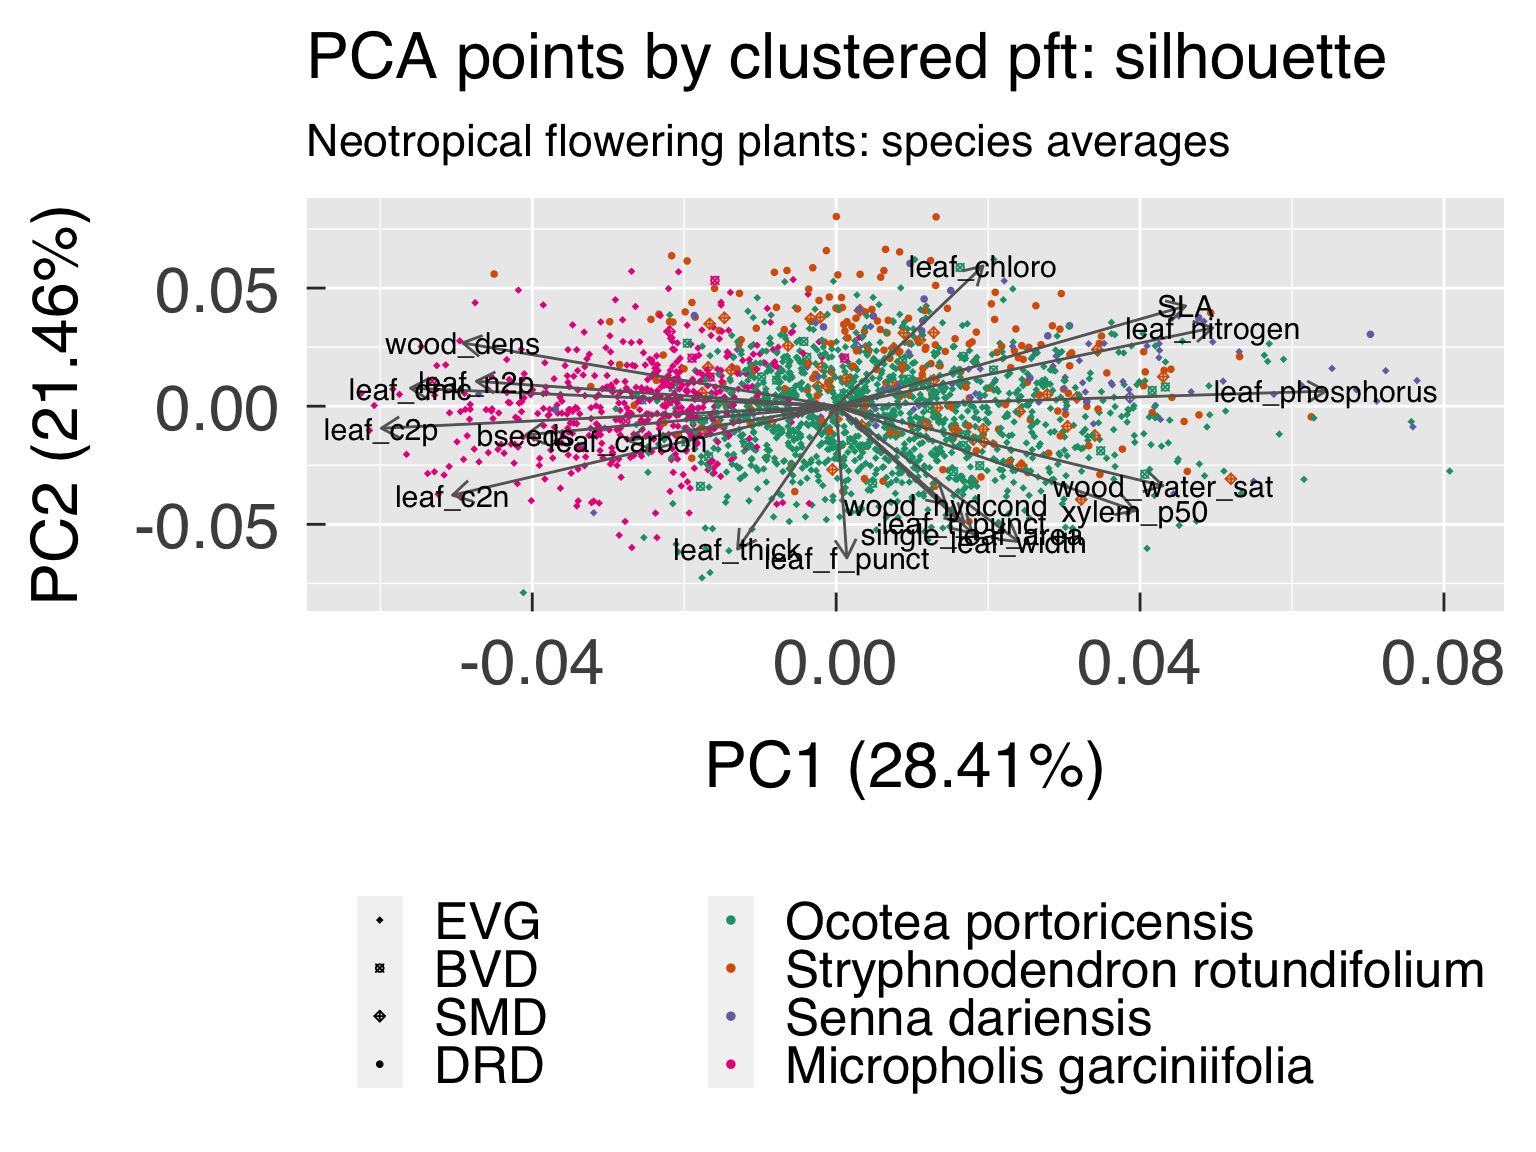 PCA points by clustered pft: silhouette
Neotropical flowering plants: species averages
PC2 (21.46%)
0.05
0.00
-0.05
leaf_chloro
SLA
leaf_nitrogen
wood_dens
leaf_n2p
leaf_dmc
leaf_phosphorus
leaf_c2p
bseeds
leaf_carbon
leaf_c2n
wood_water_sat
wood_hydcond
xylem_p50
single_leaf_area
leaf_width
leaf_thick
leaf_f_punct
-0.04
0.00
0.04
0.08
PC1 (28.41%)
EVG
BVD
SMD
DRD
Ocotea portoricensis
Stryphnodendron rotundifolium
Senna dariensis
Micropholis garciniifolia